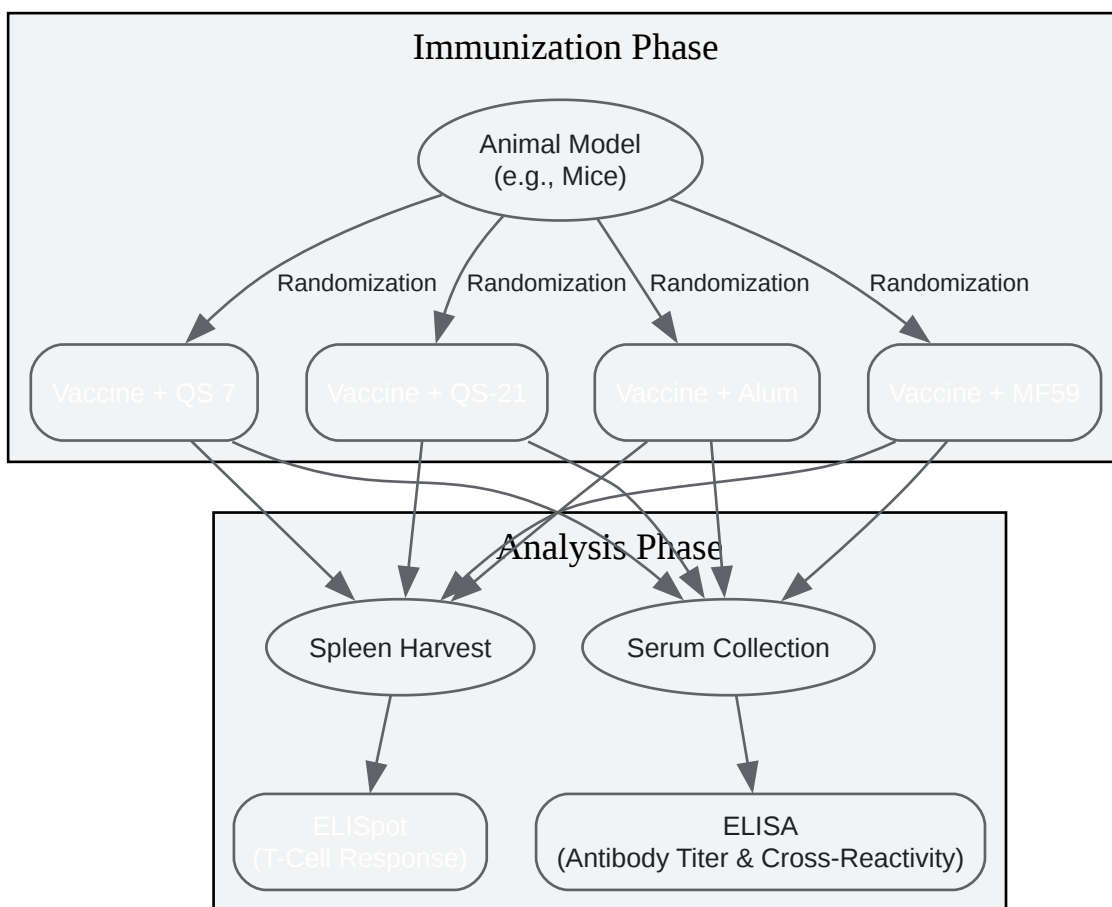 Immunization Phase
Animal Model
(e.g., Mice)
Randomization
Randomization
Randomization
Randomization
Vaccine + QS 7
Vaccine + QS-21
Vaccine + Alum
Vaccine + MF59
Analysis Phase
Spleen Harvest
Serum Collection
ELISpot
(T-Cell Response)
ELISA
(Antibody Titer & Cross-Reactivity)